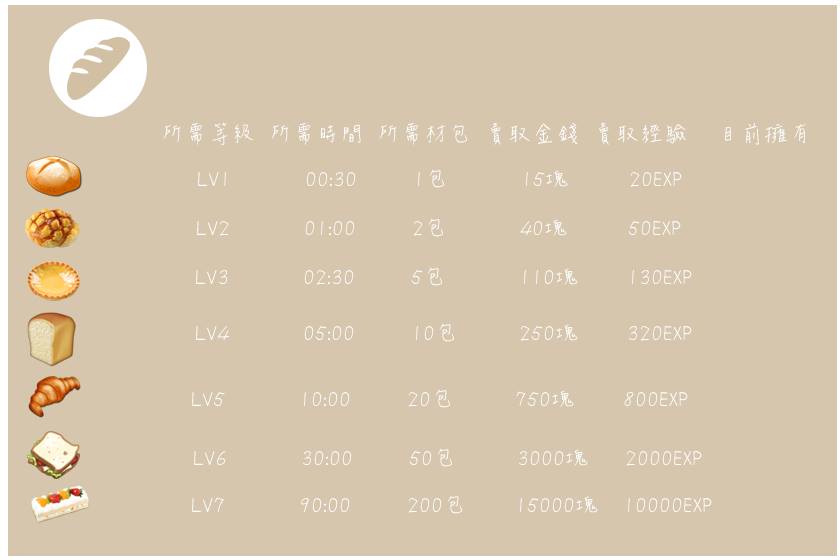 所需等級 所需時間 所需材包 賣取金錢 賣取經驗 目前擁有
LV1 00:30 1包 15塊 20EXP
LV2 01:00 2包 40塊 50EXP
LV3 02:30 5包 110塊 130EXP
LV4 05:00 10包 250塊 320EXP
LV5 10:00 20包 750塊 800EXP
LV6 30:00 50包 3000塊 2000EXP
LV7 90:00 200包 15000塊 10000EXP